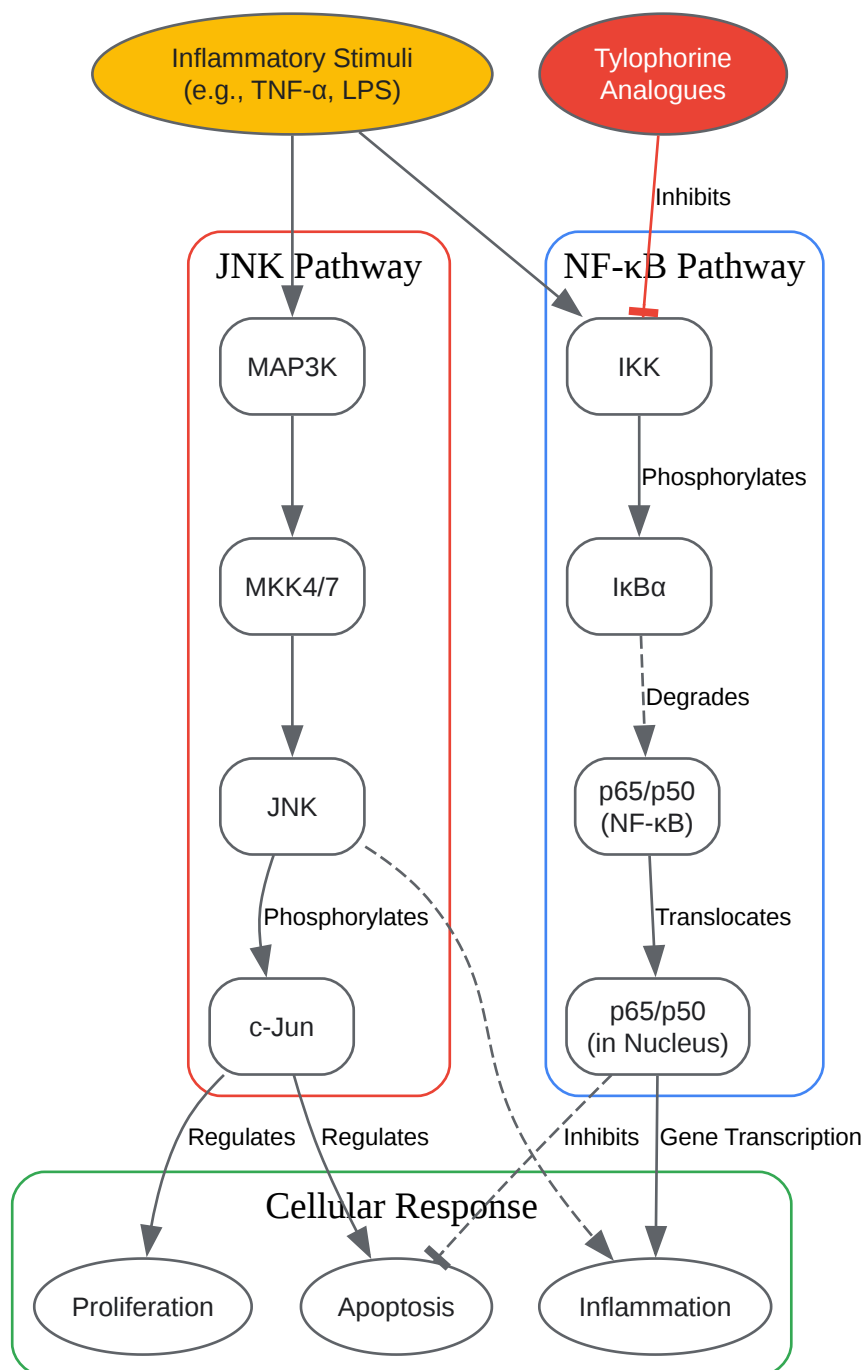 Inflammatory Stimuli
(e.g., TNF-α, LPS)
Tylophorine
Analogues
Inhibits
JNK Pathway
NF-κB Pathway
MAP3K
IKK
Phosphorylates
MKK4/7
IκBα
Degrades
JNK
p65/p50
(NF-κB)
Phosphorylates
Translocates
c-Jun
p65/p50
(in Nucleus)
Regulates
Regulates
Inhibits
Gene Transcription
Cellular Response
Proliferation
Apoptosis
Inflammation